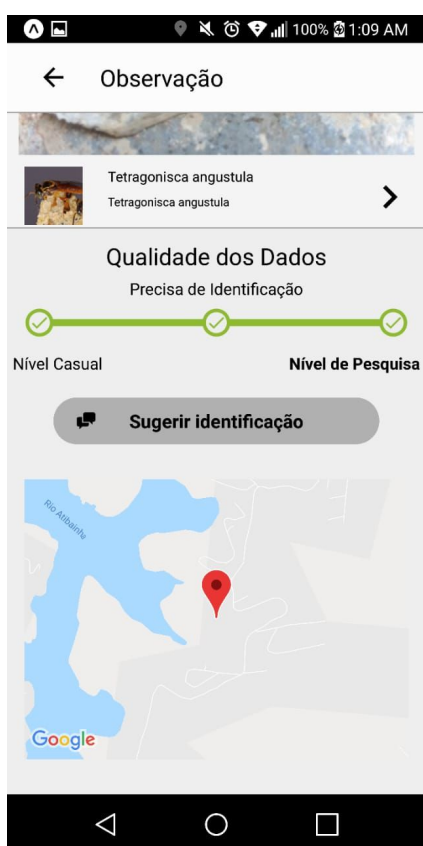 100% 1:09 AM
Observação
Tetragonisca angustula
Tetragonisca angustula
Qualidade dos Dados
Precisa de Identificação
Nível Casual
Nível de Pesquisa
Sugerir identificação
Rio Atibainha
Google